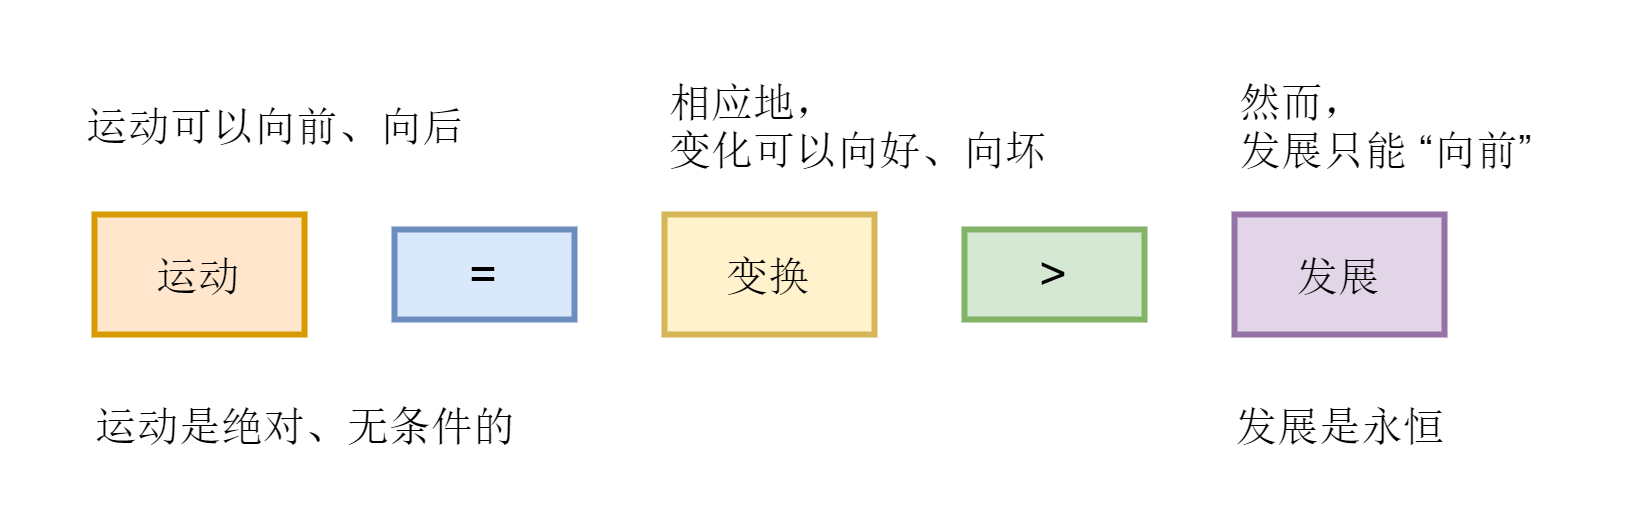 运动可以向前、向后
相应地，
变化可以向好、向坏
然而，
发展只能 “向前”
运动
=
变换
>
发展
运动是绝对、无条件的
发展是永恒